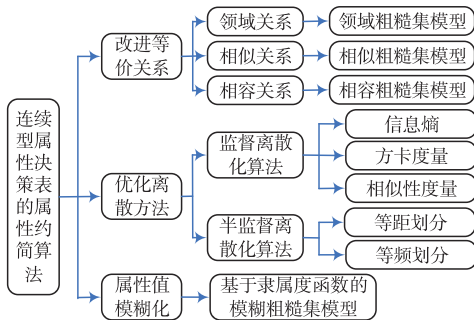 连续
型属
性决
策表
的属
性约
简算
法
改进等
价关系
领域关系
领域粗糙集模型
相似关系
相似粗糙集模型
相容关系
相容粗糙集模型
优化离
散方法
监督离散
化算法
信息熵
方卡度量
相似性度量
半监督离
散化算法
等距划分
等频划分
属性值
模糊化
基于隶属度函数的
模糊粗糙集模型